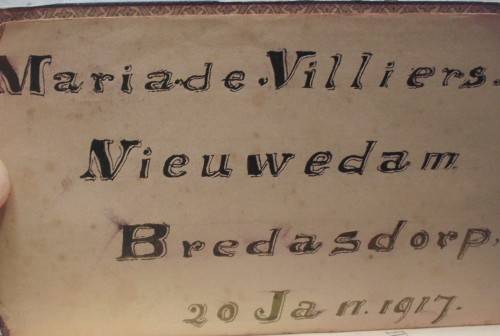 Maria·de·Villiers.
Nieuwedam
Bredasdorp.
20 Jan. 1917.